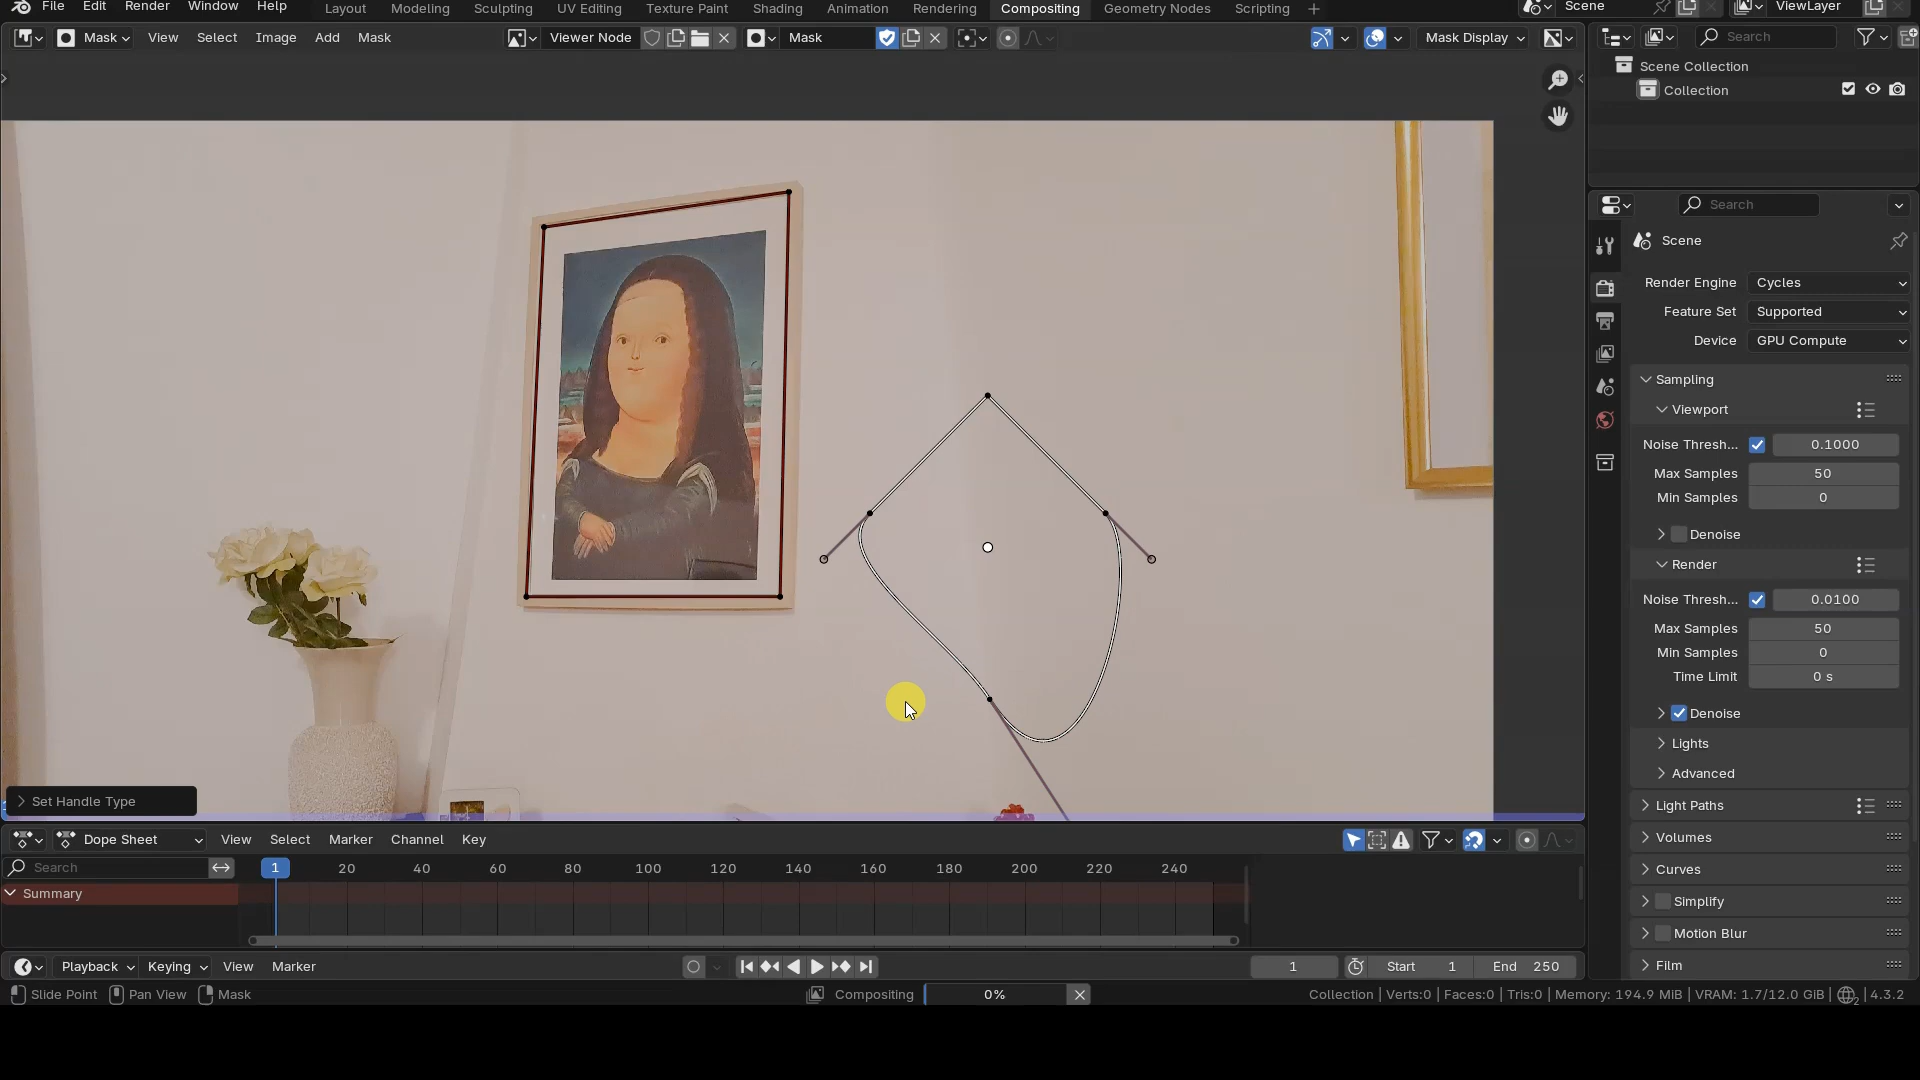 File Edit Render Window Help Layout Modeling Sculpting UV Editing Texture Paint Shading Animation Rendering Compositing Geometry Nodes Scripting + Scene ViewLayer
Mask View Select Image Add Mask Viewer Node Mask Mask Display Search
Scene Collection
Collection
Search
Scene
Render Engine Cycles
Feature Set Supported
Device GPU Compute
Sampling
Viewport
Noise Thresh... 0.1000
Max Samples 50
Min Samples 0
Denoise
Render
Noise Thresh... 0.0100
Max Samples 50
Min Samples 0
Time Limit 0 s
Denoise
Lights
Advanced
Light Paths
Volumes
Curves
Simplify
Motion Blur
Film
Set Handle Type
Dope Sheet View Select Marker Channel Key
Search 1 20 40 60 80 100 120 140 160 180 200 220 240
Summary
Playback Keying View Marker 1 Start 1 End 250
Slide Point Pan View Mask Compositing 0% Collection | Verts:0 | Faces:0 | Tris:0 | Memory: 194.9 MiB | VRAM: 1.7/12.0 GiB | 2 | 4.3.2